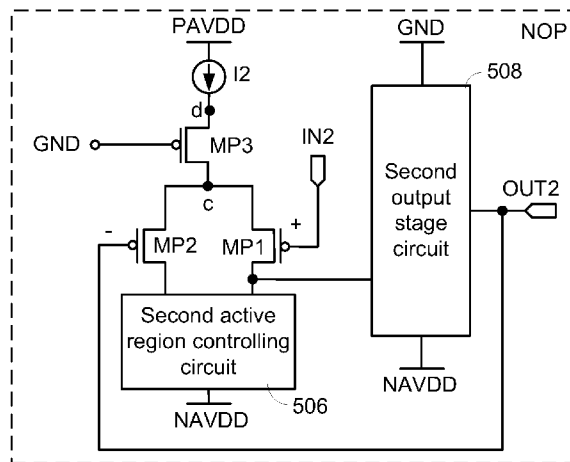 PAVDD
GND
NOP
I2
508
d
GND
MP3
IN2
Second
output
stage
circuit
OUT2
c
-
+
MP2
MP1
Second active
region controlling
circuit
506
NAVDD
NAVDD